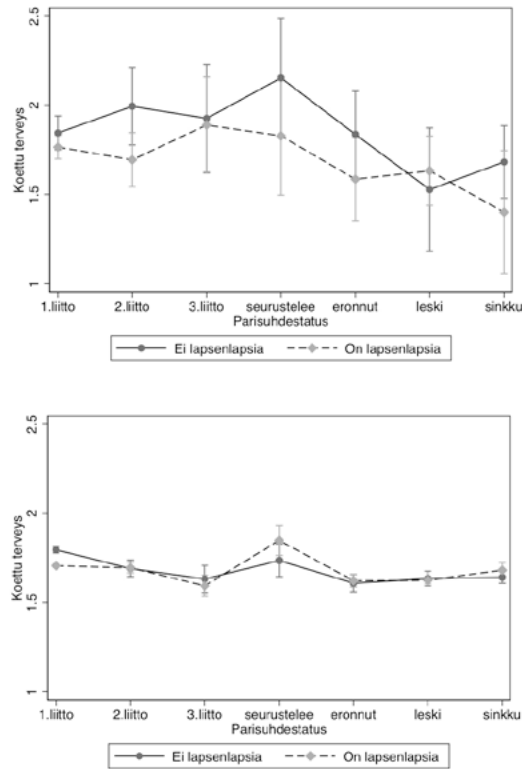 2.5
2
1.5
1
Koettu terveys
1.liitto 2.liitto 3.liitto seurustelee eronnut leski sinkku
Parisuhdestatus
Ei lapsenlapsia On lapsenlapsia
2.5
2
1.5
1
Koettu terveys
1.liitto 2.liitto 3.liitto seurustelee eronnut leski sinkku
Parisuhdestatus
Ei lapsenlapsia On lapsenlapsia